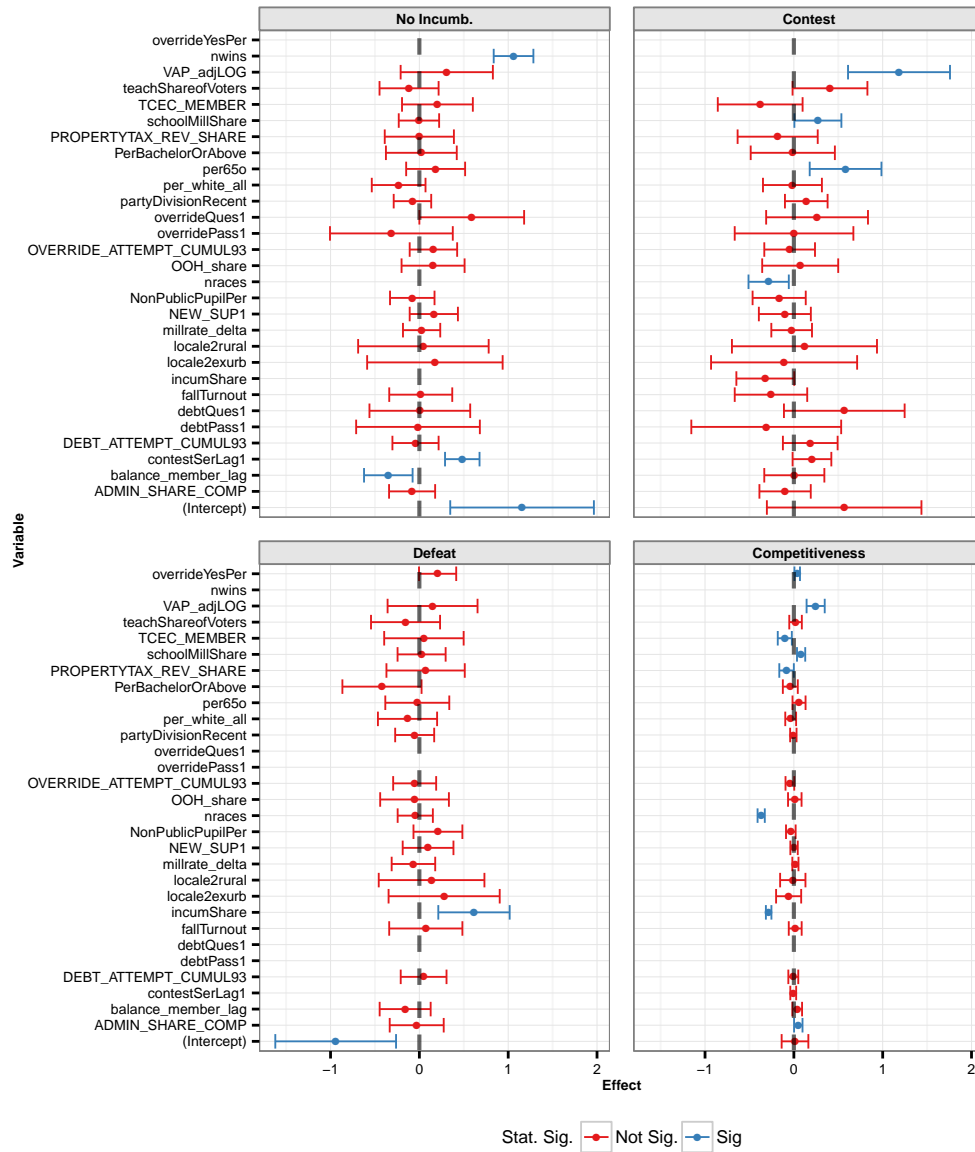 No Incumb.
Contest
overrideYesPer
nwins
VAP_adjLOG
teachShareofVoters
TCEC_MEMBER
schoolMillShare
PROPERTYTAX_REV_SHARE
PerBachelorOrAbove
per65o
per_white_all
partyDivisionRecent
overrideQues1
overridePass1
OVERRIDE_ATTEMPT_CUMUL93
OOH_share
nraces
NonPublicPupilPer
NEW_SUP1
millrate_delta
locale2rural
locale2exurb
incumShare
fallTurnout
debtQues1
debtPass1
DEBT_ATTEMPT_CUMUL93
contestSerLag1
balance_member_lag
ADMIN_SHARE_COMP
(Intercept)
Variable
Defeat
Competitiveness
overrideYesPer
nwins
VAP_adjLOG
teachShareofVoters
TCEC_MEMBER
schoolMillShare
PROPERTYTAX_REV_SHARE
PerBachelorOrAbove
per65o
per_white_all
partyDivisionRecent
overrideQues1
overridePass1
OVERRIDE_ATTEMPT_CUMUL93
OOH_share
nraces
NonPublicPupilPer
NEW_SUP1
millrate_delta
locale2rural
locale2exurb
incumShare
fallTurnout
debtQues1
debtPass1
DEBT_ATTEMPT_CUMUL93
contestSerLag1
balance_member_lag
ADMIN_SHARE_COMP
(Intercept)
−1 0 1 2 −1 0 1 2
Effect
Stat. Sig. Not Sig. Sig